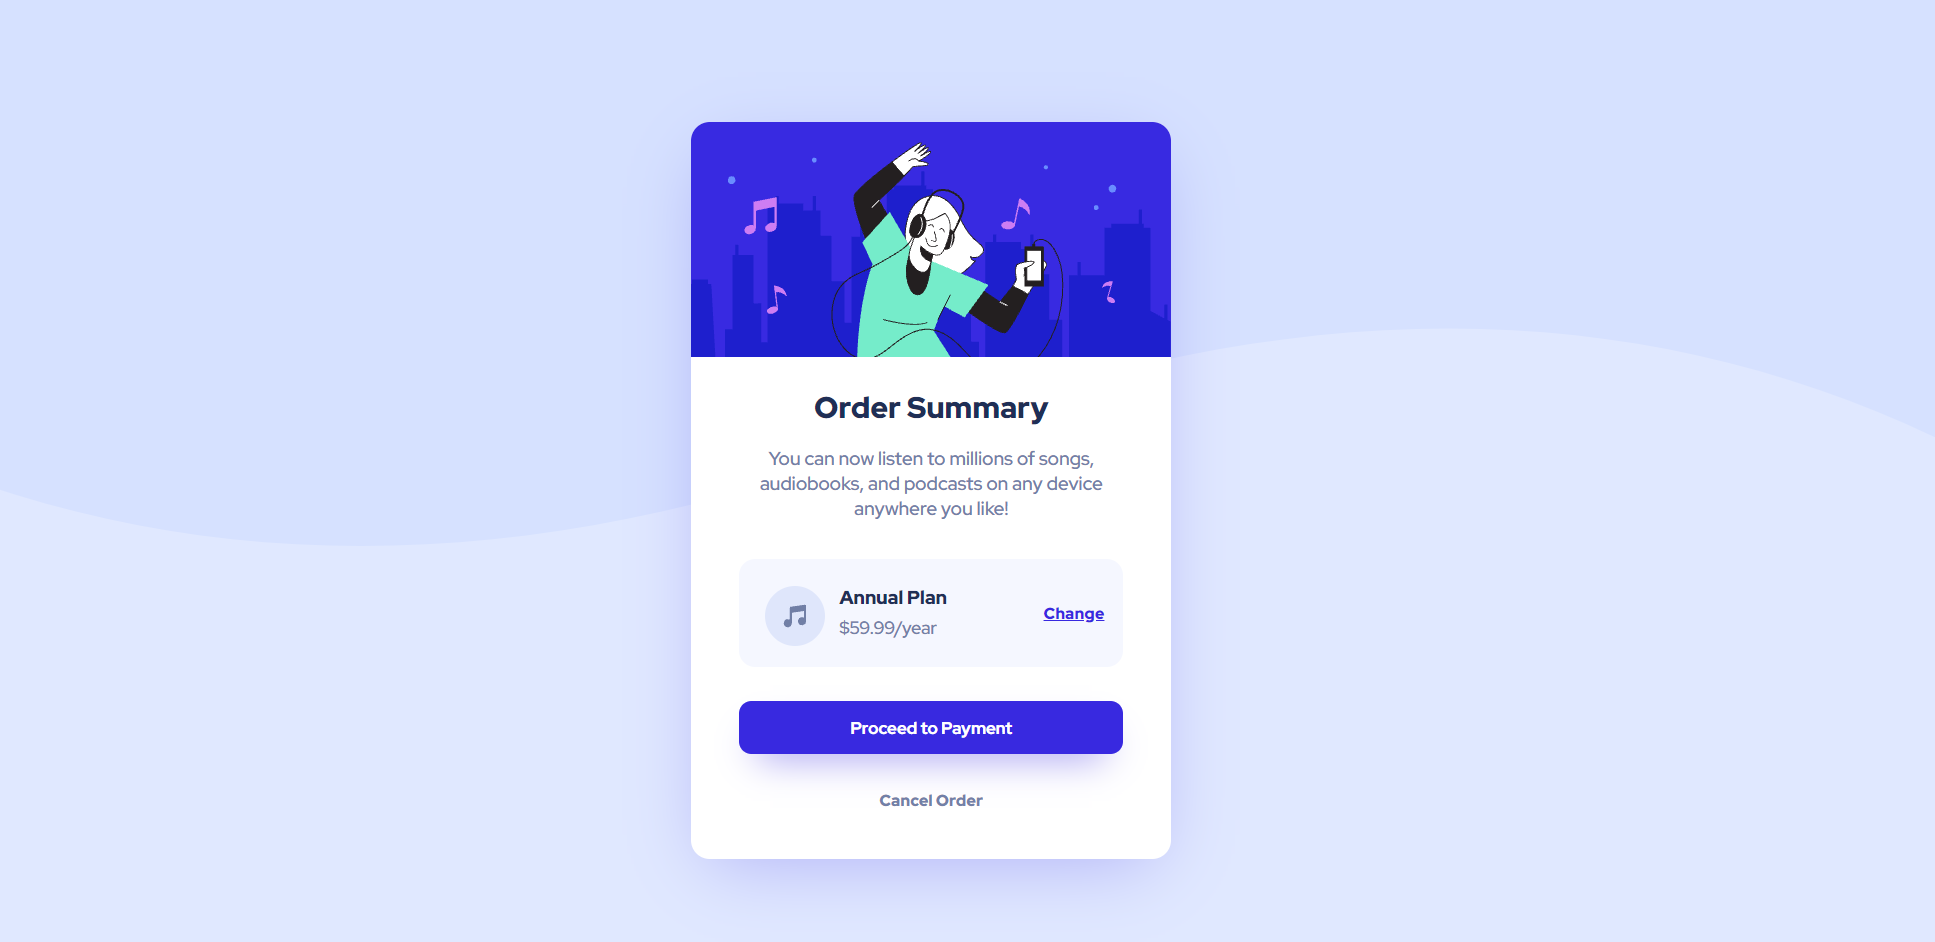 Order Summary
You can now listen to millions of songs,
audiobooks, and podcasts on any device
anywhere you like!
Annual Plan
$59.99/year
Change
Proceed to Payment
Cancel Order